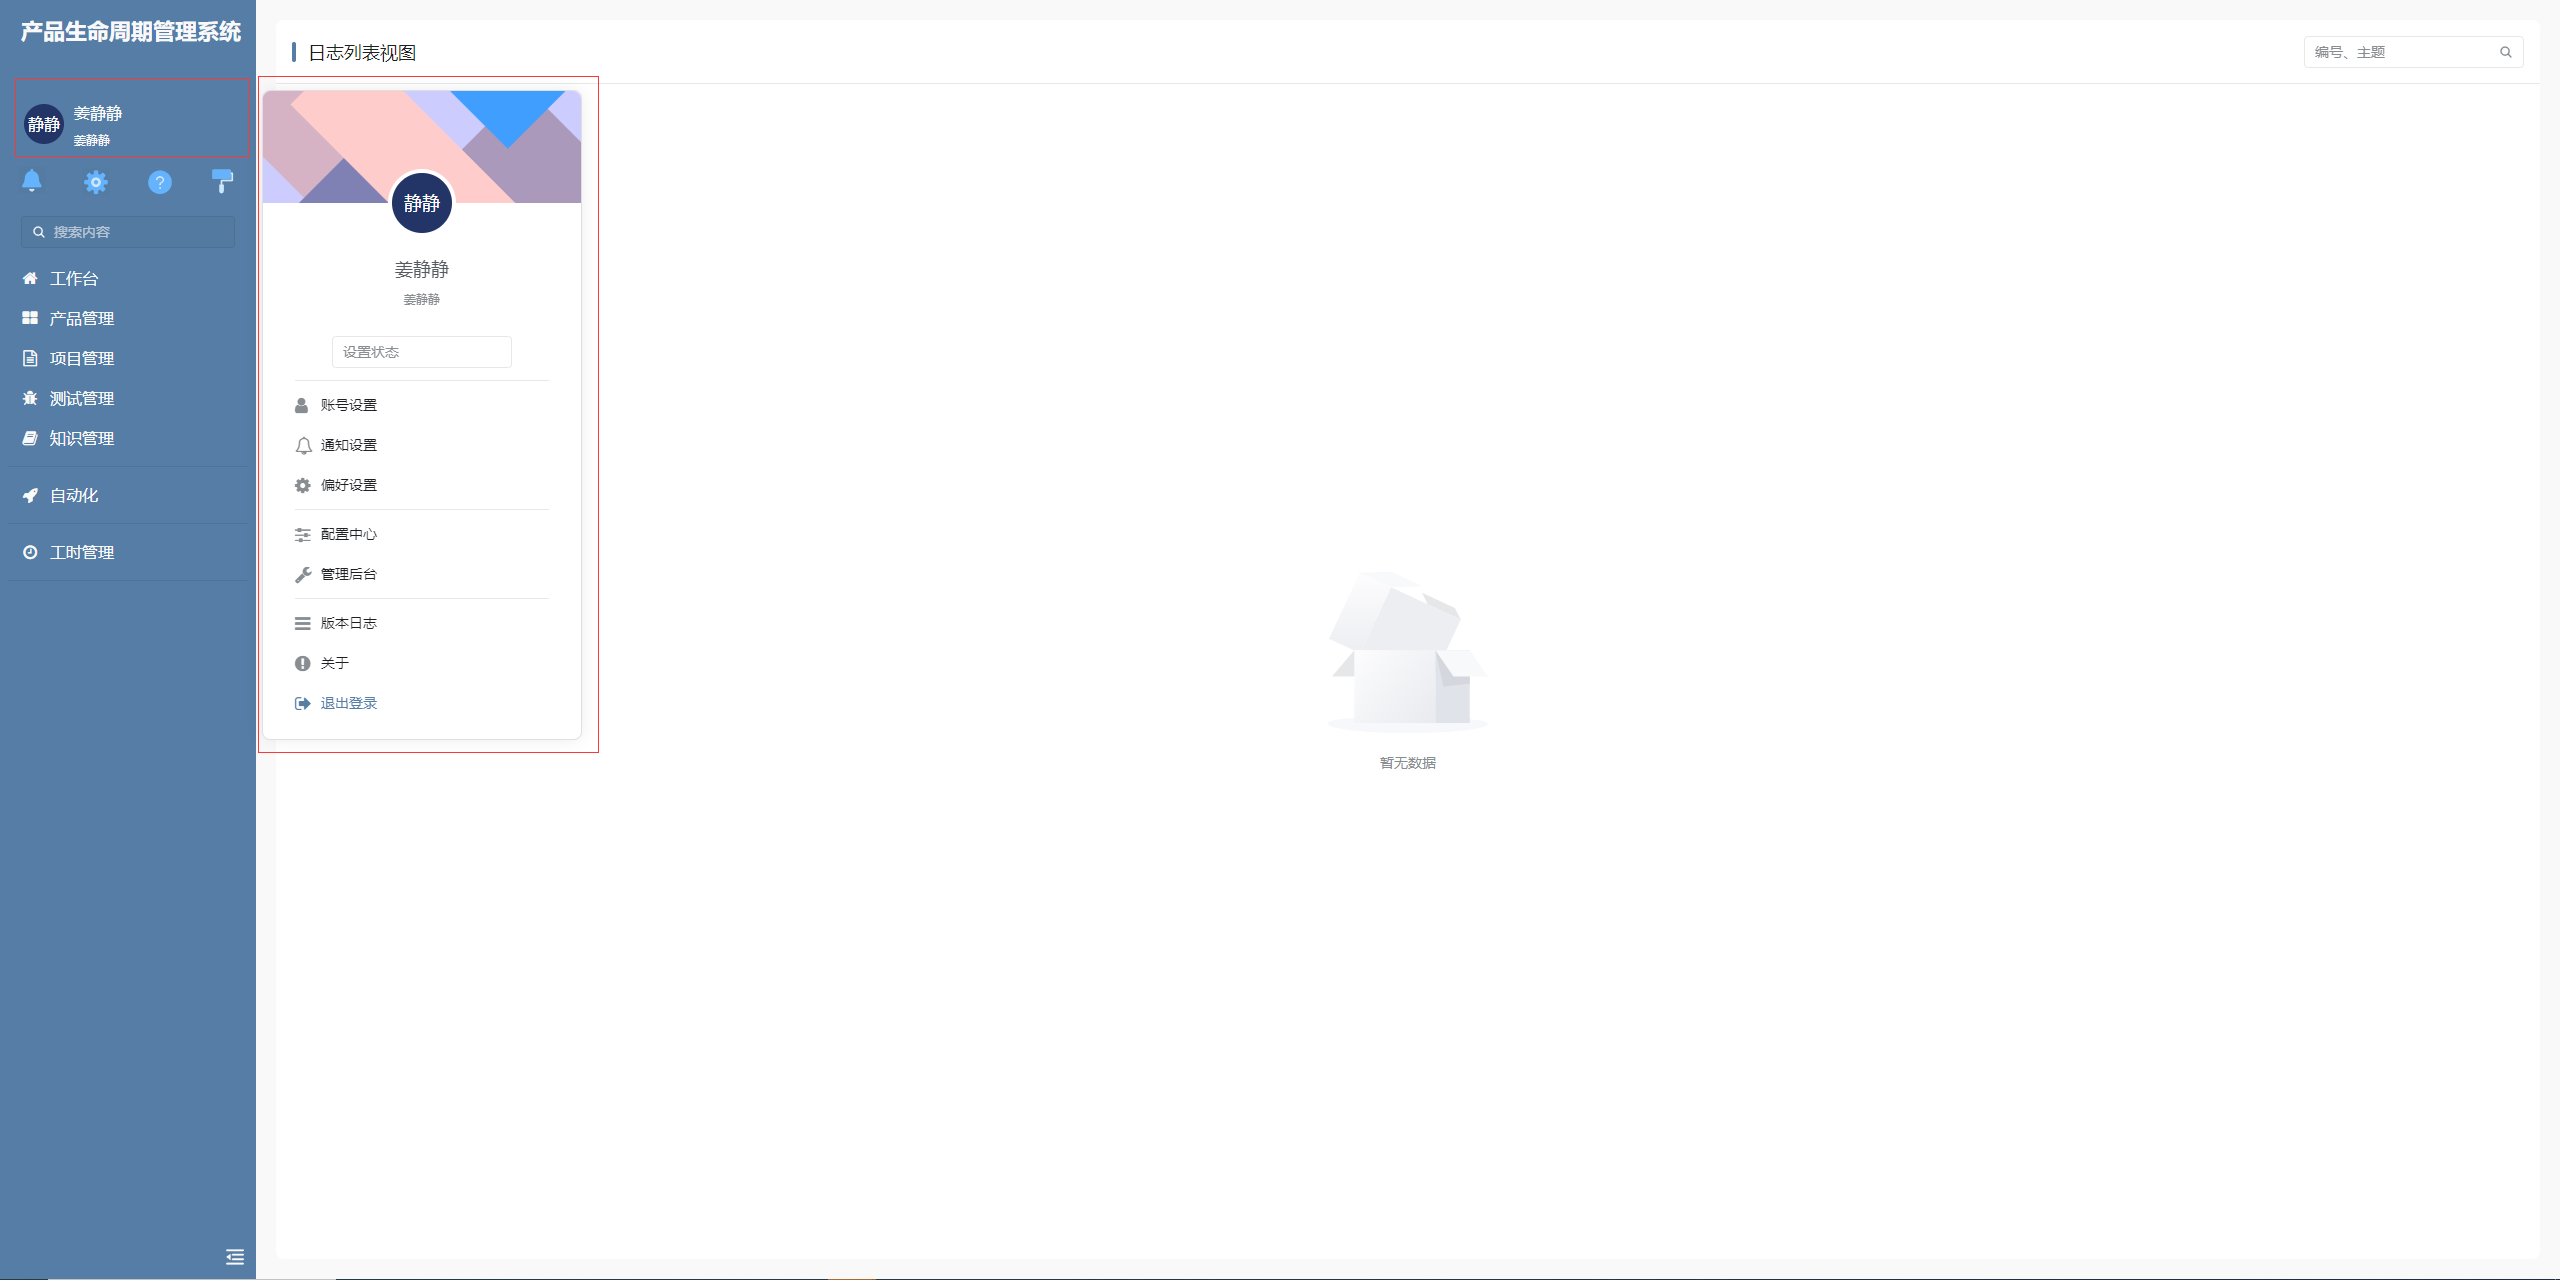 产品生命周期管理系统
静静
姜静静
姜静静
搜索内容
工作台
产品管理
项目管理
测试管理
知识管理
自动化
工时管理
静静
姜静静
姜静静
设置状态
账号设置
通知设置
偏好设置
配置中心
管理后台
版本日志
关于
退出登录
日志列表视图
编号、主题
暂无数据